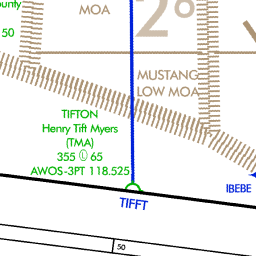 ounty
MOA
50
2⁸
MUSTANG
LOW MOA
TIFTON
Henry Tift Myers
(TMA)
355 Ⓛ 65
AWOS-3PT 118.525
IBEBE
TIFFT
50